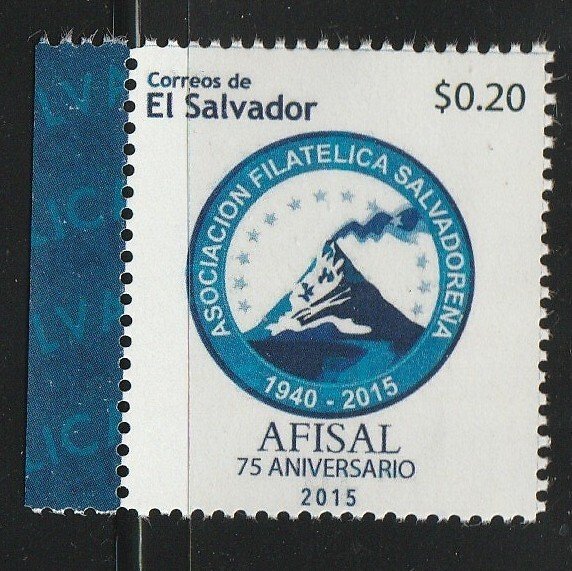 Correos de
El Salvador
$0.20
ASOCIACION FILATELICA SALVADOREÑA
1940 - 2015
AFISAL
75 ANIVERSARIO
2015